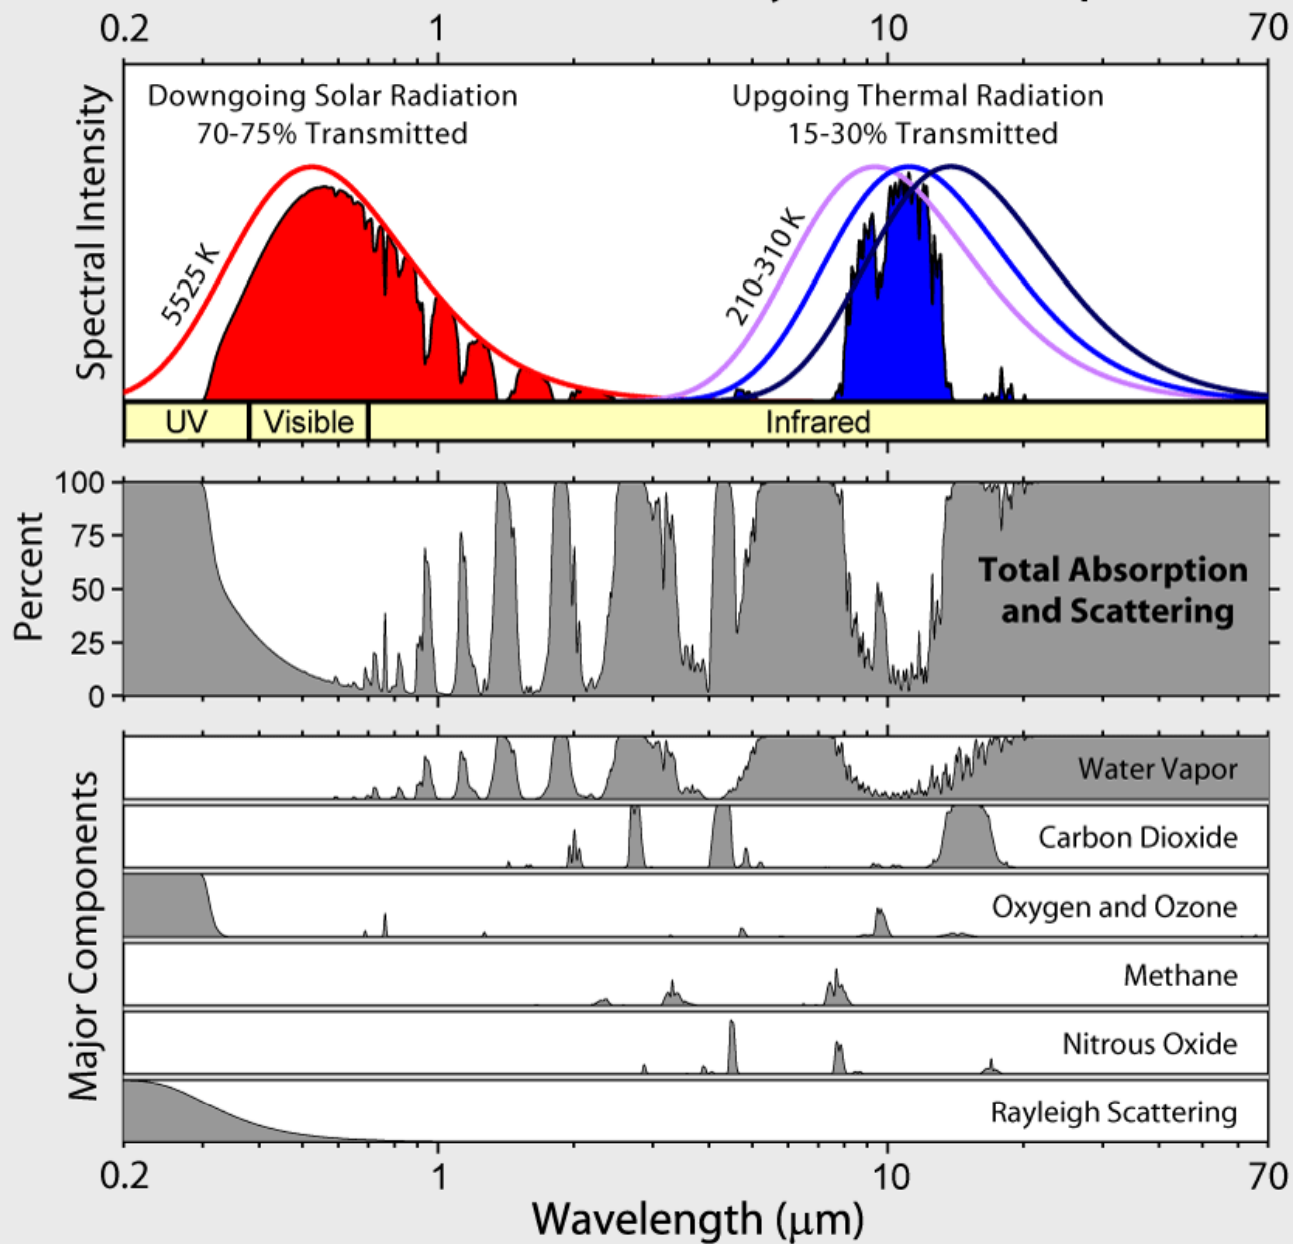 0.2 1 10 70
Downgoing Solar Radiation
70-75% Transmitted
Upgoing Thermal Radiation
15-30% Transmitted
Spectral Intensity
5525 K
210-310 K
UV Visible Infrared
Percent
100
75
50
25
0
Total Absorption
and Scattering
Major Components
Water Vapor
Carbon Dioxide
Oxygen and Ozone
Methane
Nitrous Oxide
Rayleigh Scattering
0.2 1 10 70
Wavelength (μm)